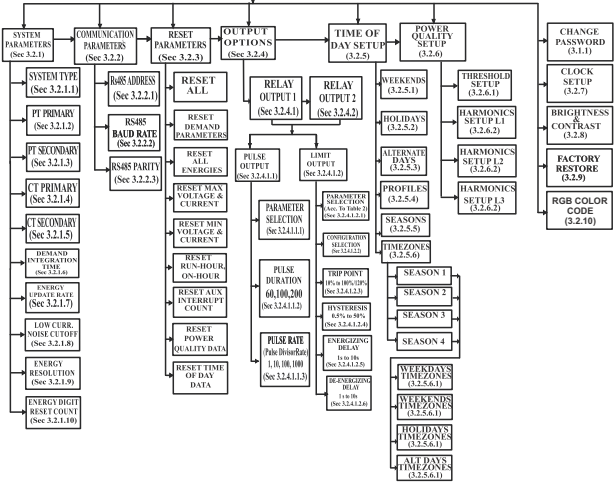 SYSTEM
PARAMETERS
(Sec 3.2.1)
COMMUNICATION
PARAMETERS
(Sec 3.2.2)
RESET
PARAMETERS
(Sec 3.2.3)
OUTPUT
OPTIONS
(Sec 3.2.4)
TIME OF
DAY SETUP
(3.2.5)
POWER
QUALITY
SETUP
(3.2.6)
CHANGE
PASSWORD
(3.1.1)
CLOCK
SETUP
(3.2.7)
BRIGHTNESS
&
CONTRAST
(3.2.8)
FACTORY
RESTORE
(3.2.9)
RGB COLOR
CODE
(3.2.10)
SYSTEM TYPE
(Sec 3.2.1.1)
PT PRIMARY
(Sec 3.2.1.2)
PT SECONDARY
(Sec 3.2.1.3)
CT PRIMARY
(Sec 3.2.1.4)
CT SECONDARY
(Sec 3.2.1.5)
DEMAND
INTEGRATION
TIME
(Sec 3.2.1.6)
ENERGY
UPDATE RATE
(Sec 3.2.1.7)
LOW CURR.
NOISE CUTOFF
(Sec 3.2.1.8)
ENERGY
RESOLUTION
(Sec 3.2.1.9)
ENERGY DIGIT
RESET COUNT
(Sec 3.2.1.10)
Rs485 ADDRESS
(Sec 3.2.2.1)
RS485
BAUD RATE
(Sec 3.2.2.2)
RS485 PARITY
(Sec 3.2.2.3)
RESET
ALL
RESET
DEMAND
PARAMETERS
RESET
ALL
ENERGIES
RESET MAX
VOLTAGE &
CURRENT
RESET MIN
VOLTAGE &
CURRENT
RESET
RUN-HOUR,
ON-HOUR
RESET AUX
INTERRUPT
COUNT
RESET
POWER
QUALITY DATA
RESET TIME
OF DAY
DATA
RELAY
OUTPUT 1
(3.2.4.1)
RELAY
OUTPUT 2
(3.2.4.2)
PULSE
OUTPUT
(Sec 3.2.4.1.1)
LIMIT
OUTPUT
(Sec 3.2.4.1.2)
PARAMETER
SELECTION
(Sec 3.2.4.1.1.1)
PULSE
DURATION
60,100,200
(Sec 3.2.4.1.1.2)
PULSE RATE
(Pulse DivisorRate)
1, 10, 100, 1000
(Sec 3.2.4.1.1.3)
PARAMETER
SELECTION
(Acc. To Table 2)
(Sec 3.2.4.1.2.1)
CONFIGURATION
SELECTION
(Sec 3.2.4.1.2.2)
TRIP POINT
10% to 100%/120%
(Sec 3.2.4.1.2.3)
HYSTERESIS
0.5% to 50%
(Sec 3.2.4.1.2.4)
ENERGIZING
DELAY
1s to 10s
(Sec 3.2.4.1.2.5)
DE-ENERGIZING
DELAY
1 s to 10s
(Sec 3.2.4.1.2.6)
WEEKENDS
(3.2.5.1)
HOLIDAYS
(3.2.5.2)
ALTERNATE
DAYS
(3.2.5.3)
PROFILES
(3.2.5.4)
SEASONS
(3.2.5.5)
TIMEZONES
(3.2.5.6)
SEASON 1
SEASON 2
SEASON 3
SEASON 4
WEEKDAYS
TIMEZONES
(3.2.5.6.1)
WEEKENDS
TIMEZONES
(3.2.5.6.1)
HOLIDAYS
TIMEZONES
(3.2.5.6.1)
ALT DAYS
TIMEZONES
(3.2.5.6.1)
THRESHOLD
SETUP
(3.2.6.1)
HARMONICS
SETUP L1
(3.2.6.2)
HARMONICS
SETUP L2
(3.2.6.2)
HARMONICS
SETUP L3
(3.2.6.2)